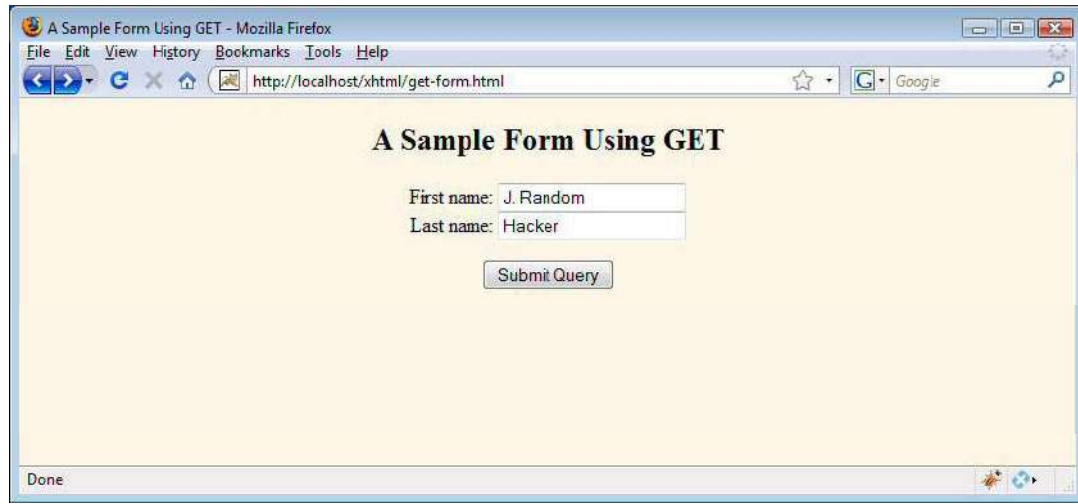 A Sample Form Using GET - Mozilla Firefox
File Edit View History Bookmarks Tools Help
http://localhost/xhtml/get-form.html
G Google
A Sample Form Using GET
First name: J. Random
Last name: Hacker
Submit Query
Done